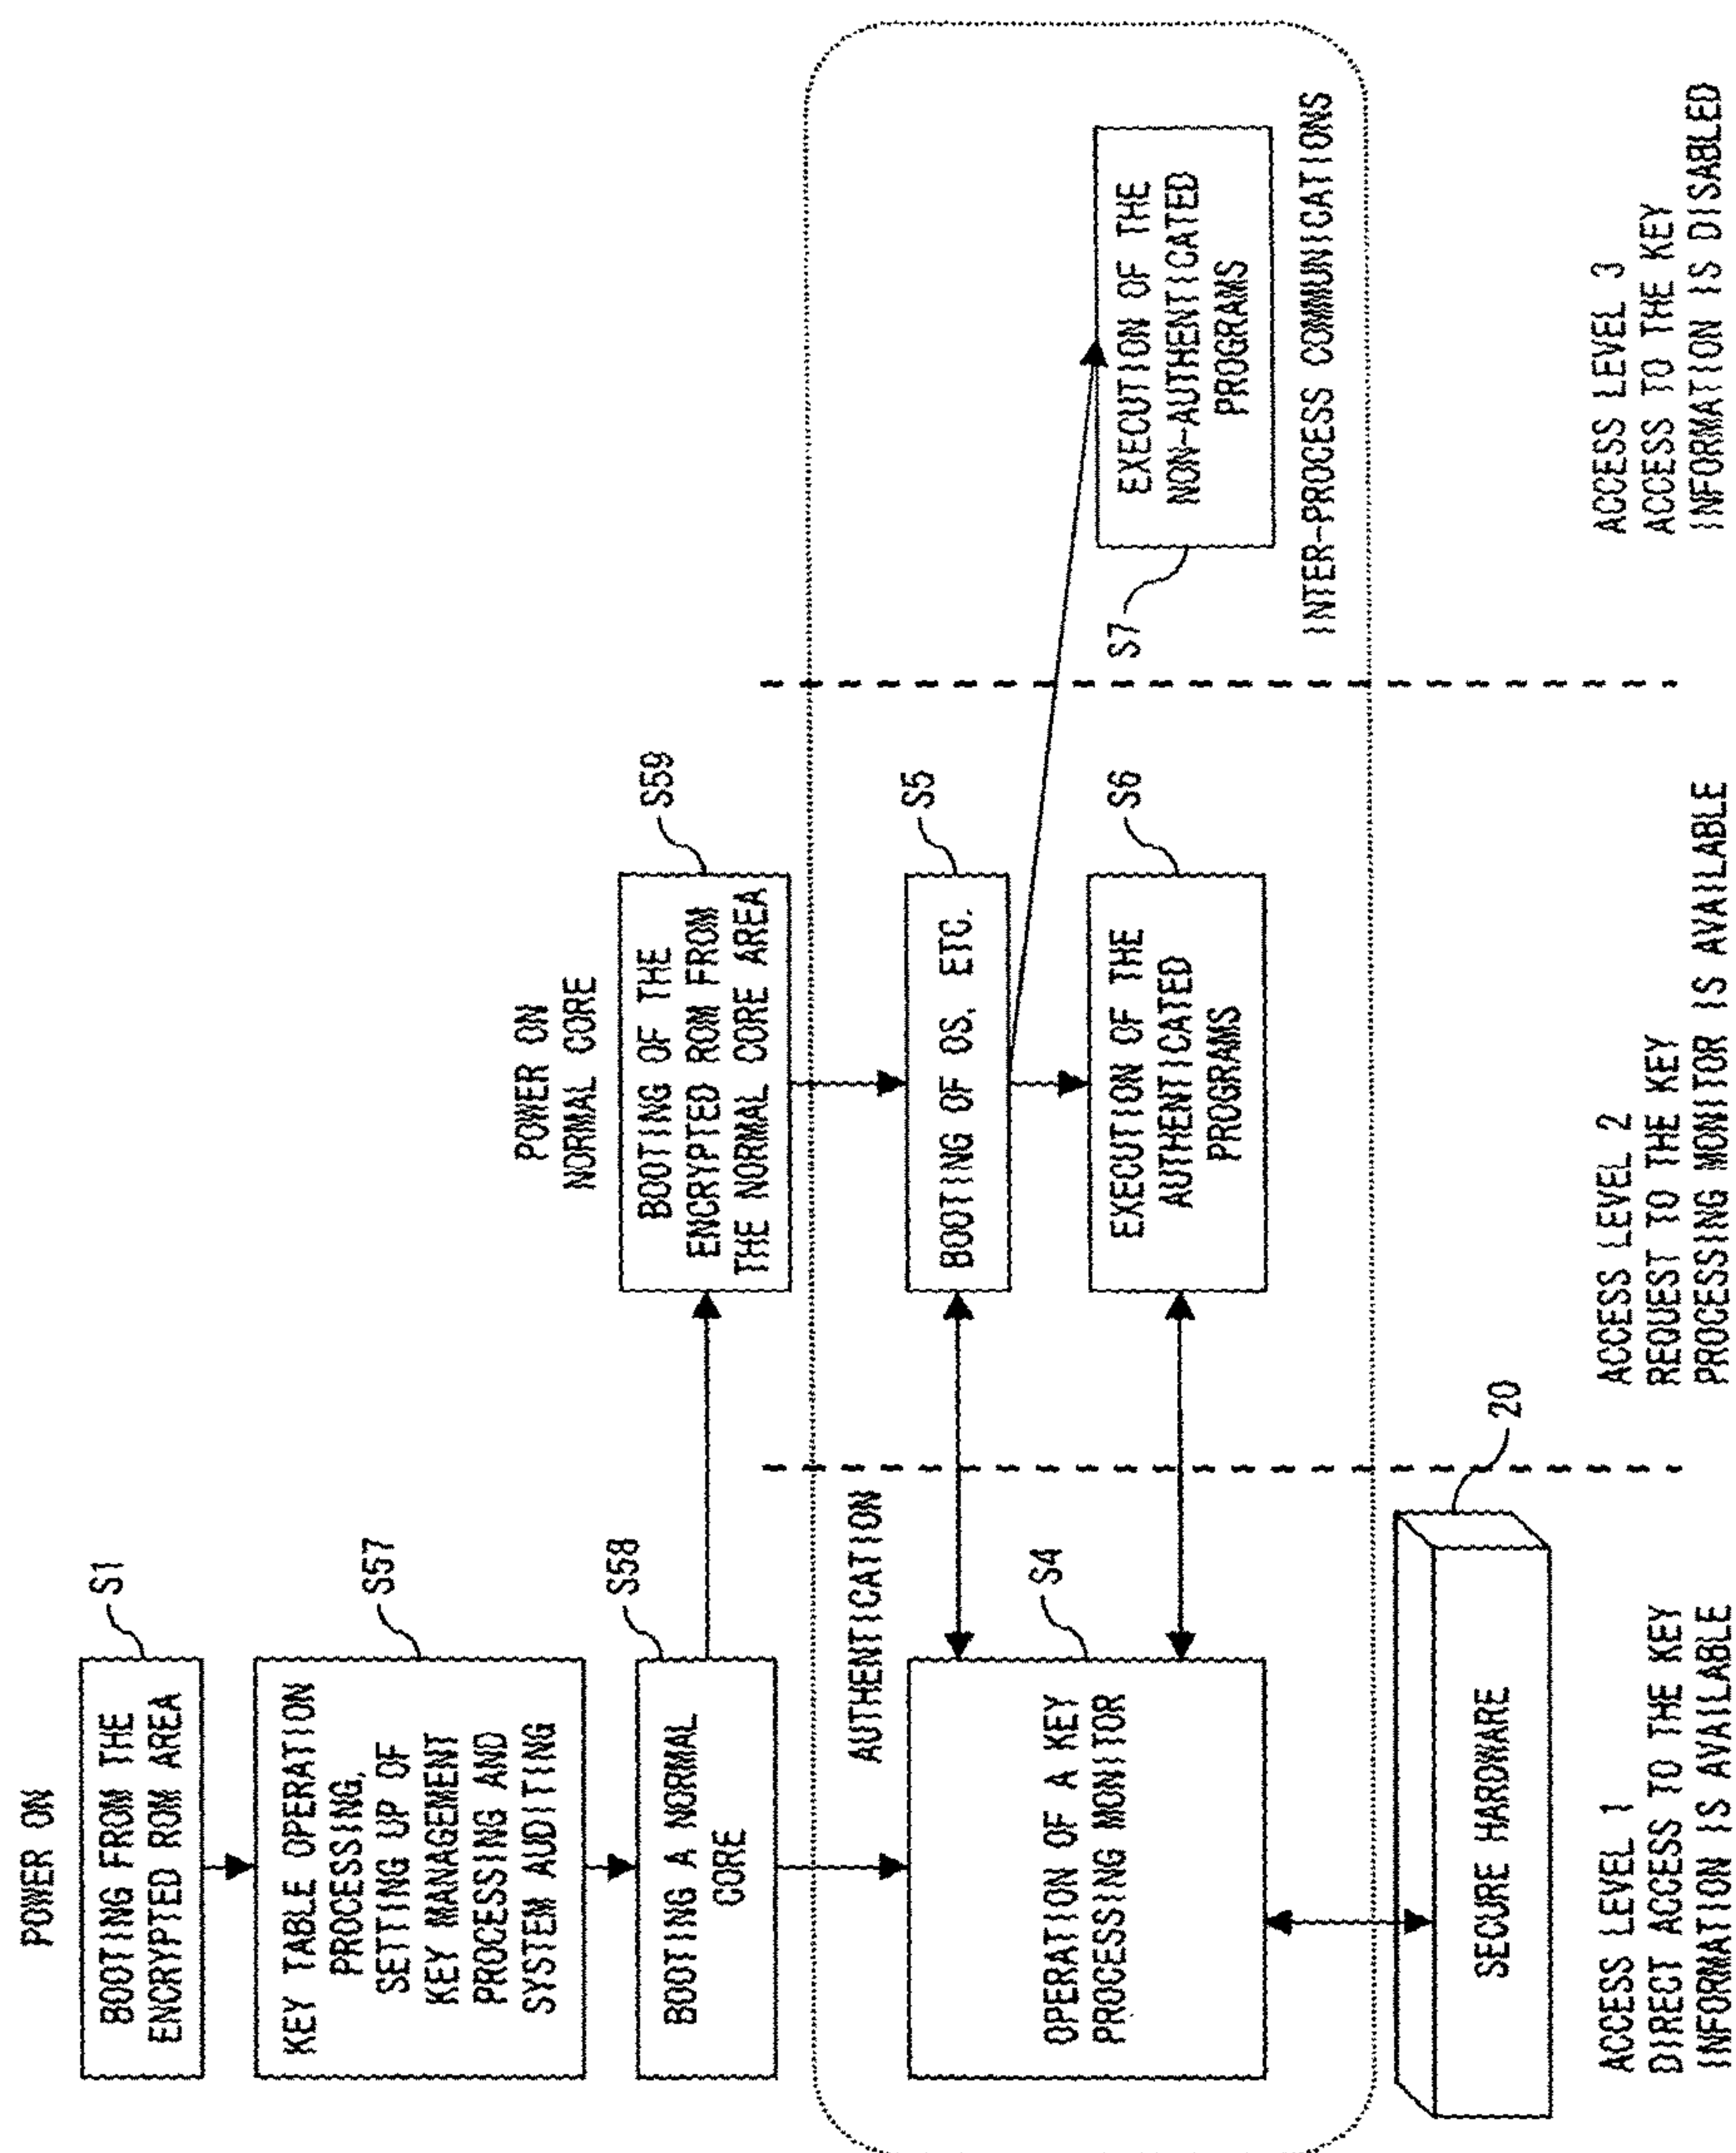 POWER ON
BOOTING FROM THE
ENCRYPTED ROM AREA
S1
KEY TABLE OPERATION
PROCESSING,
SETTING UP OF
KEY MANAGEMENT
PROCESSING AND
SYSTEM AUDITING
S57
BOOTING A NORMAL
CORE
S58
POWER ON
NORMAL CORE
BOOTING OF THE
ENCRYPTED ROM FROM
THE NORMAL CORE AREA
S59
AUTHENTICATION
OPERATION OF A KEY
PROCESSING MONITOR
S4
BOOTING OF OS, ETC.
S5
EXECUTION OF THE
AUTHENTICATED
PROGRAMS
S6
EXECUTION OF THE
NON-AUTHENTICATED
PROGRAMS
S7
INTER-PROCESS COMMUNICATIONS
SECURE HARDWARE
20
ACCESS LEVEL 1
DIRECT ACCESS TO THE KEY
INFORMATION IS AVAILABLE
ACCESS LEVEL 2
REQUEST TO THE KEY
PROCESSING MONITOR IS AVAILABLE
ACCESS LEVEL 3
ACCESS TO THE KEY
INFORMATION IS DISABLED